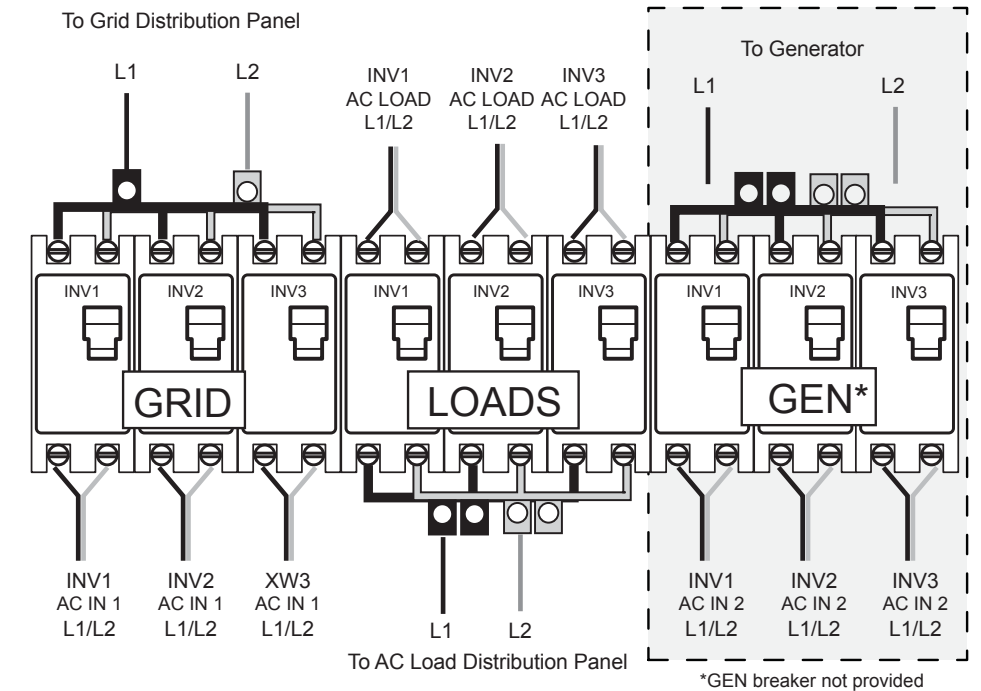 To Grid Distribution Panel
L1
L2
INV1
AC LOAD
L1/L2
INV2
AC LOAD
L1/L2
INV3
AC LOAD
L1/L2
To Generator
L1
L2
INV1
INV2
INV3
INV1
INV2
INV3
INV1
INV2
INV3
GRID
LOADS
GEN*
INV1
AC IN 1
L1/L2
INV2
AC IN 1
L1/L2
XW3
AC IN 1
L1/L2
L1
L2
To AC Load Distribution Panel
INV1
AC IN 2
L1/L2
INV2
AC IN 2
L1/L2
INV3
AC IN 2
L1/L2
*GEN breaker not provided